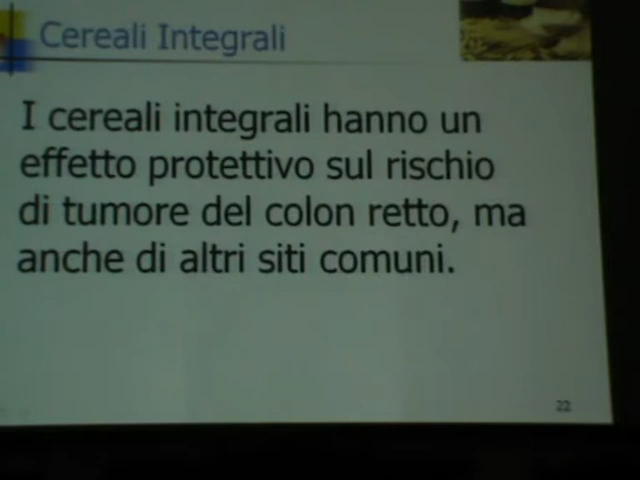 Cereali Integrali
I cereali integrali hanno un
effetto protettivo sul rischio
di tumore del colon retto, ma
anche di altri siti comuni.
22